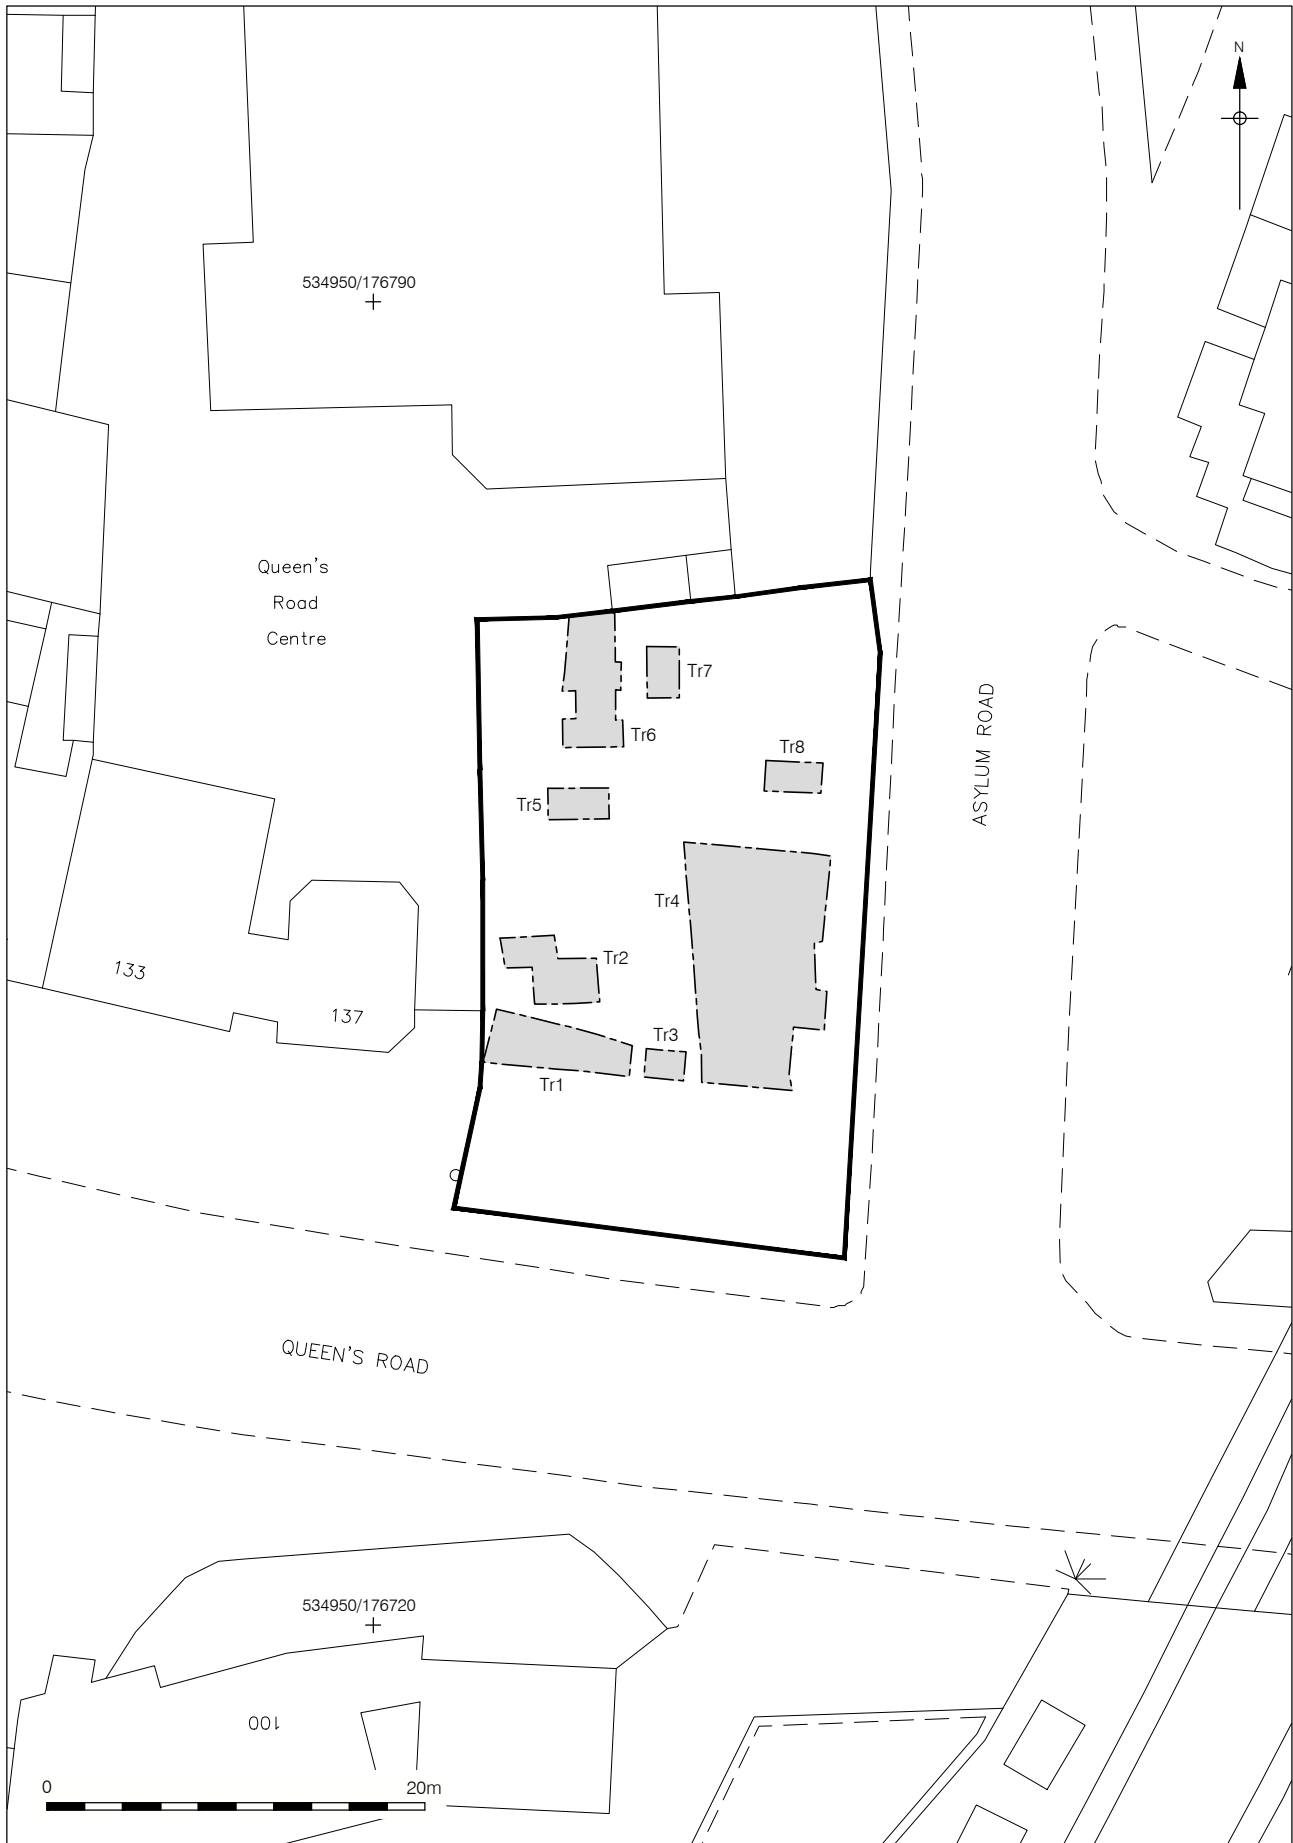 N
534950/176790
Queen's
Road
Centre
Tr7
Tr6
Tr8
Tr5
ASYLUM ROAD
Tr4
Tr2
133
137
Tr3
Tr1
QUEEN'S ROAD
534950/176720
100
0 20m